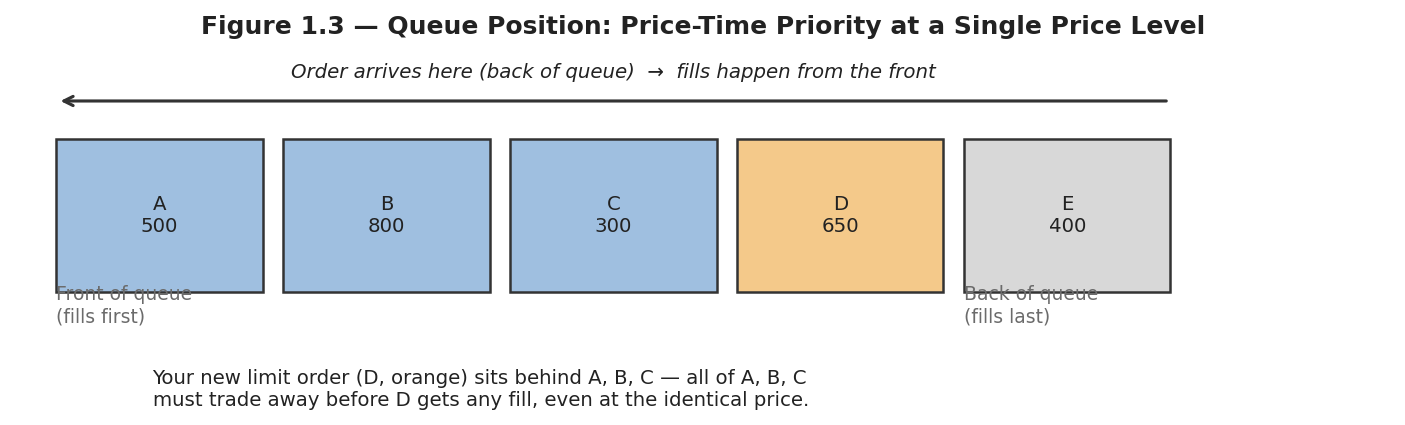 Figure 1.3 — Queue Position: Price-Time Priority at a Single Price Level
Order arrives here (back of queue) → fills happen from the front
A
500
B
800
C
300
D
650
E
400
Front of queue
(fills first)
Back of queue
(fills last)
Your new limit order (D, orange) sits behind A, B, C — all of A, B, C
must trade away before D gets any fill, even at the identical price.